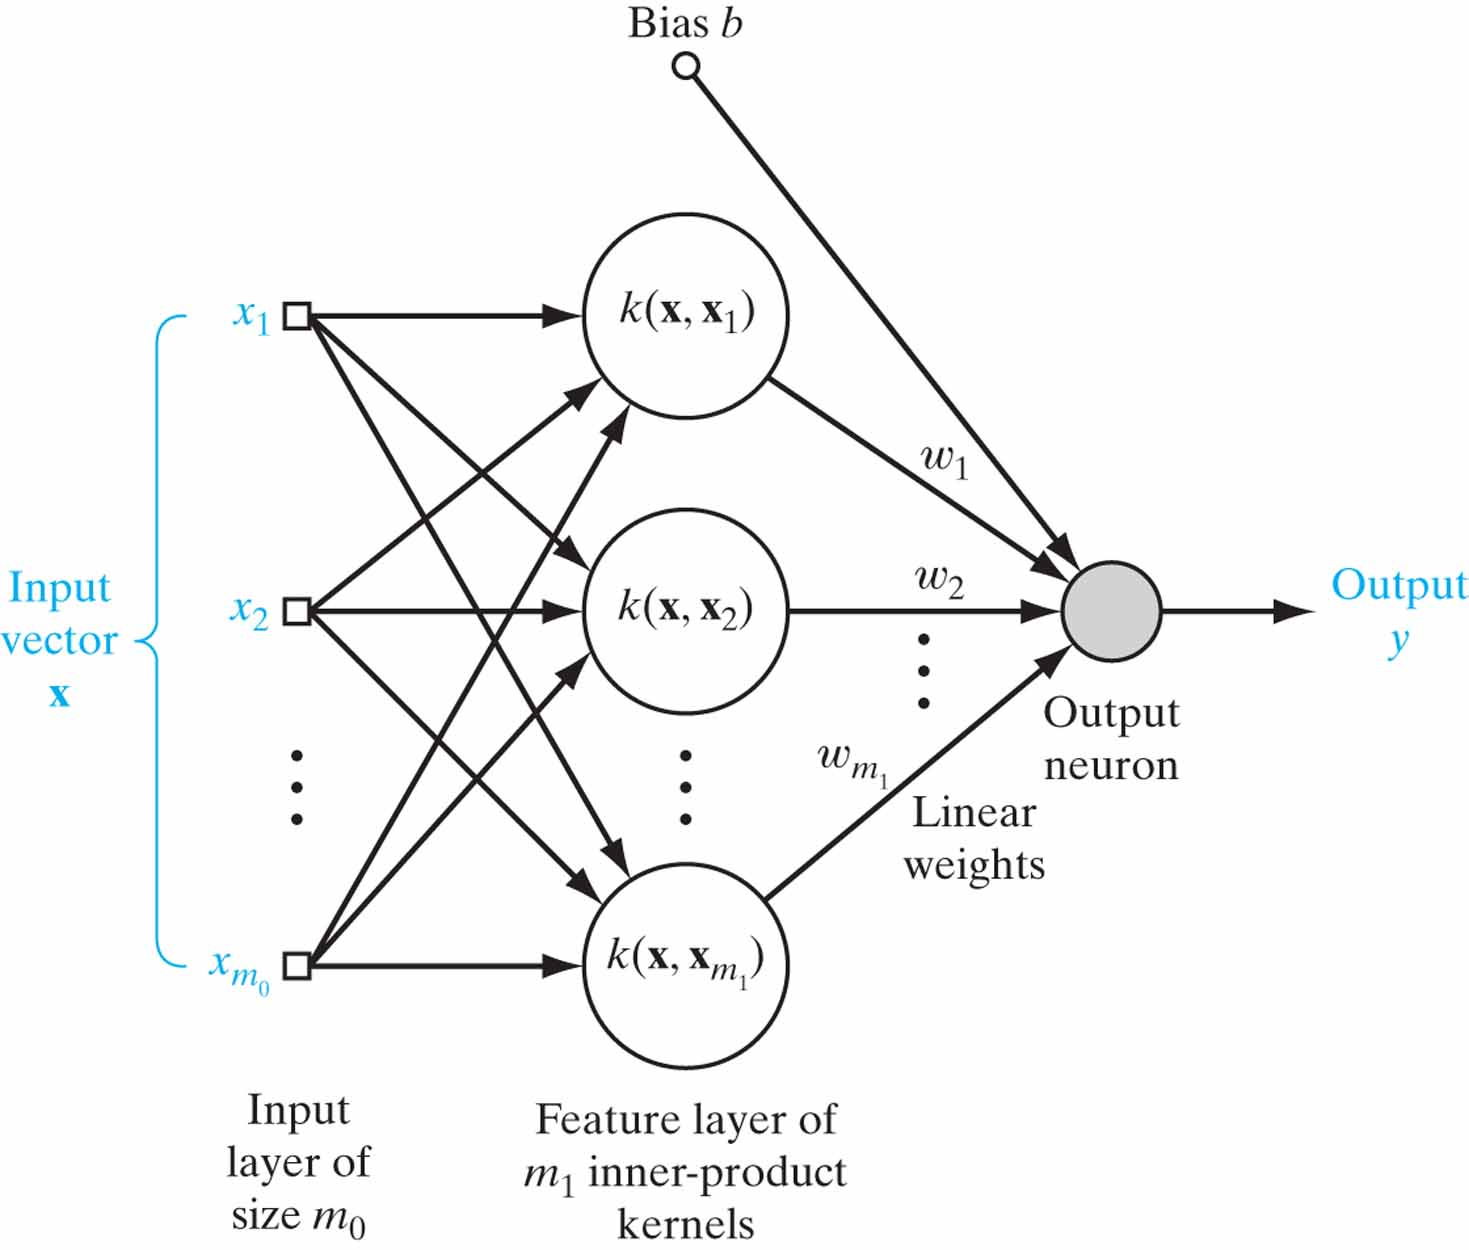 Bias b
x₁
k(x, x₁)
w₁
Input
vector
x
x₂
k(x, x₂)
w₂
Output
y
Output
neuron
wₘ₁
Linear
weights
xₘ₀
k(x, xₘ₁)
Input
layer of
size m₀
Feature layer of
m₁ inner-product
kernels